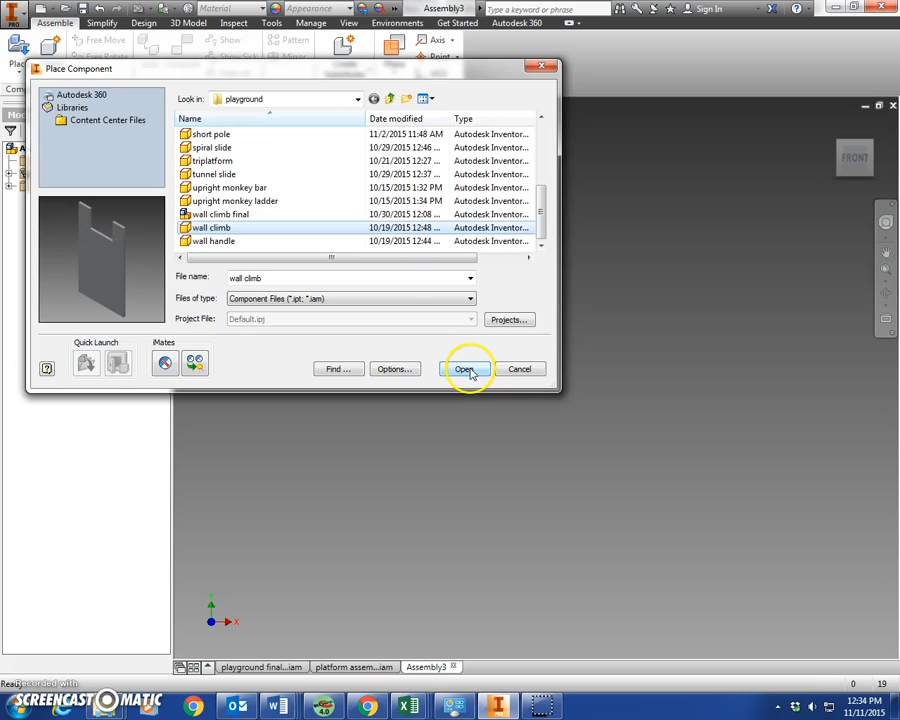 Material
Appearance
Assembly3
Type a keyword or phrase
Sign In
PRO
Assemble Simplify Design 3D Model Inspect Tools Manage View Environments Get Started Autodesk 360
Free Move
Show
Pattern
Axis
Place Component
Autodesk 360
Libraries
Content Center Files
Look in: playground
Name Date modified Type
short pole 11/2/2015 11:48 AM Autodesk Inventor...
spiral slide 10/29/2015 12:46 ... Autodesk Inventor...
triplatform 10/21/2015 12:27 ... Autodesk Inventor...
tunnel slide 10/29/2015 12:37 ... Autodesk Inventor...
upright monkey bar 10/15/2015 1:32 PM Autodesk Inventor...
upright monkey ladder 10/15/2015 1:34 PM Autodesk Inventor...
wall climb final 10/30/2015 12:08 ... Autodesk Inventor...
wall climb 10/19/2015 12:48 ... Autodesk Inventor...
wall handle 10/19/2015 12:44 ... Autodesk Inventor...
File name: wall climb
Files of type: Component Files (*.ipt; *.iam)
Project File: Default.ipj
Projects...
Quick Launch
iMates
Find ...
Options...
Open
Cancel
FRONT
Y
X
playground final...iam
platform assem...iam
Assembly3
Ready
0 19
Recorded with
SCREENCAST-O-MATIC
4.0
12:34 PM
11/11/2015